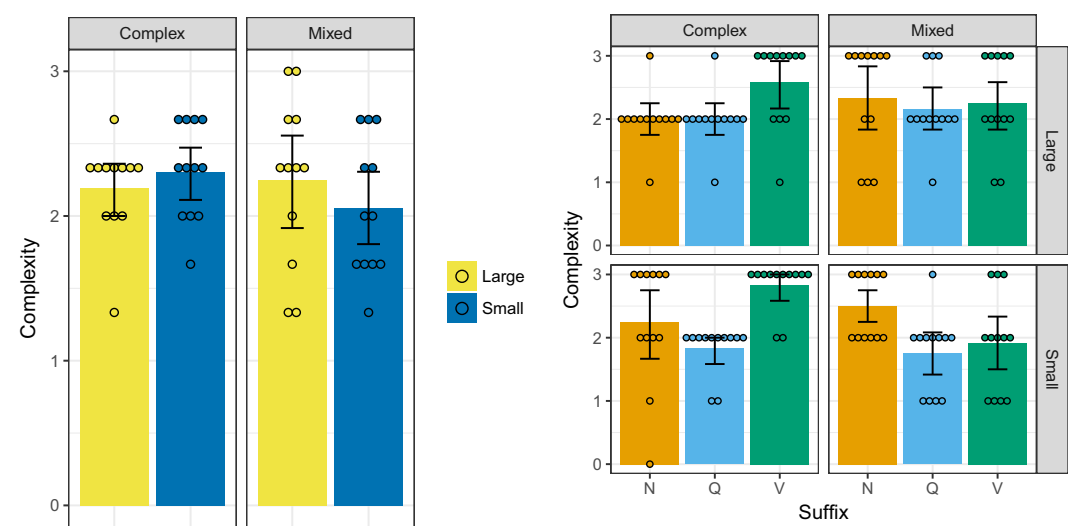 Complex
Mixed
Complexity
3
2
1
0
Large
Small
Complex
Mixed
Complexity
3
2
1
0
Large
3
2
1
0
Small
N
Q
V
N
Q
V
Suffix